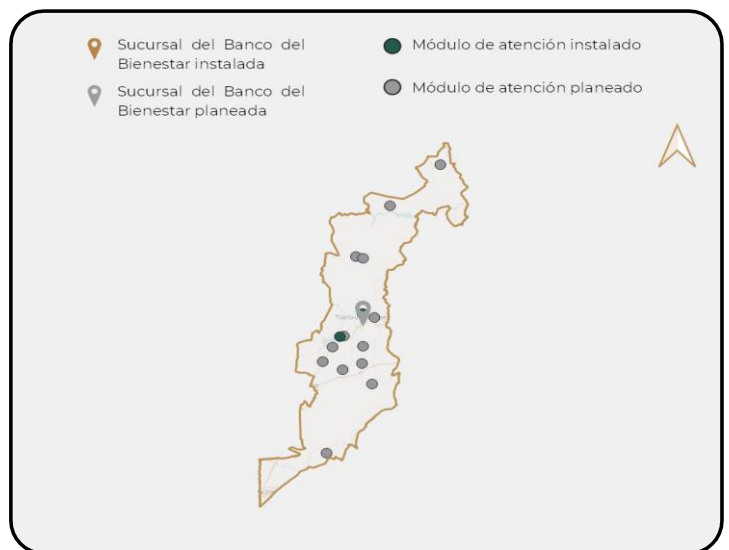 Sucursal del Banco del
Bienestar instalada
Sucursal del Banco del
Bienestar planeada
Módulo de atención instalado
Módulo de atención planeado